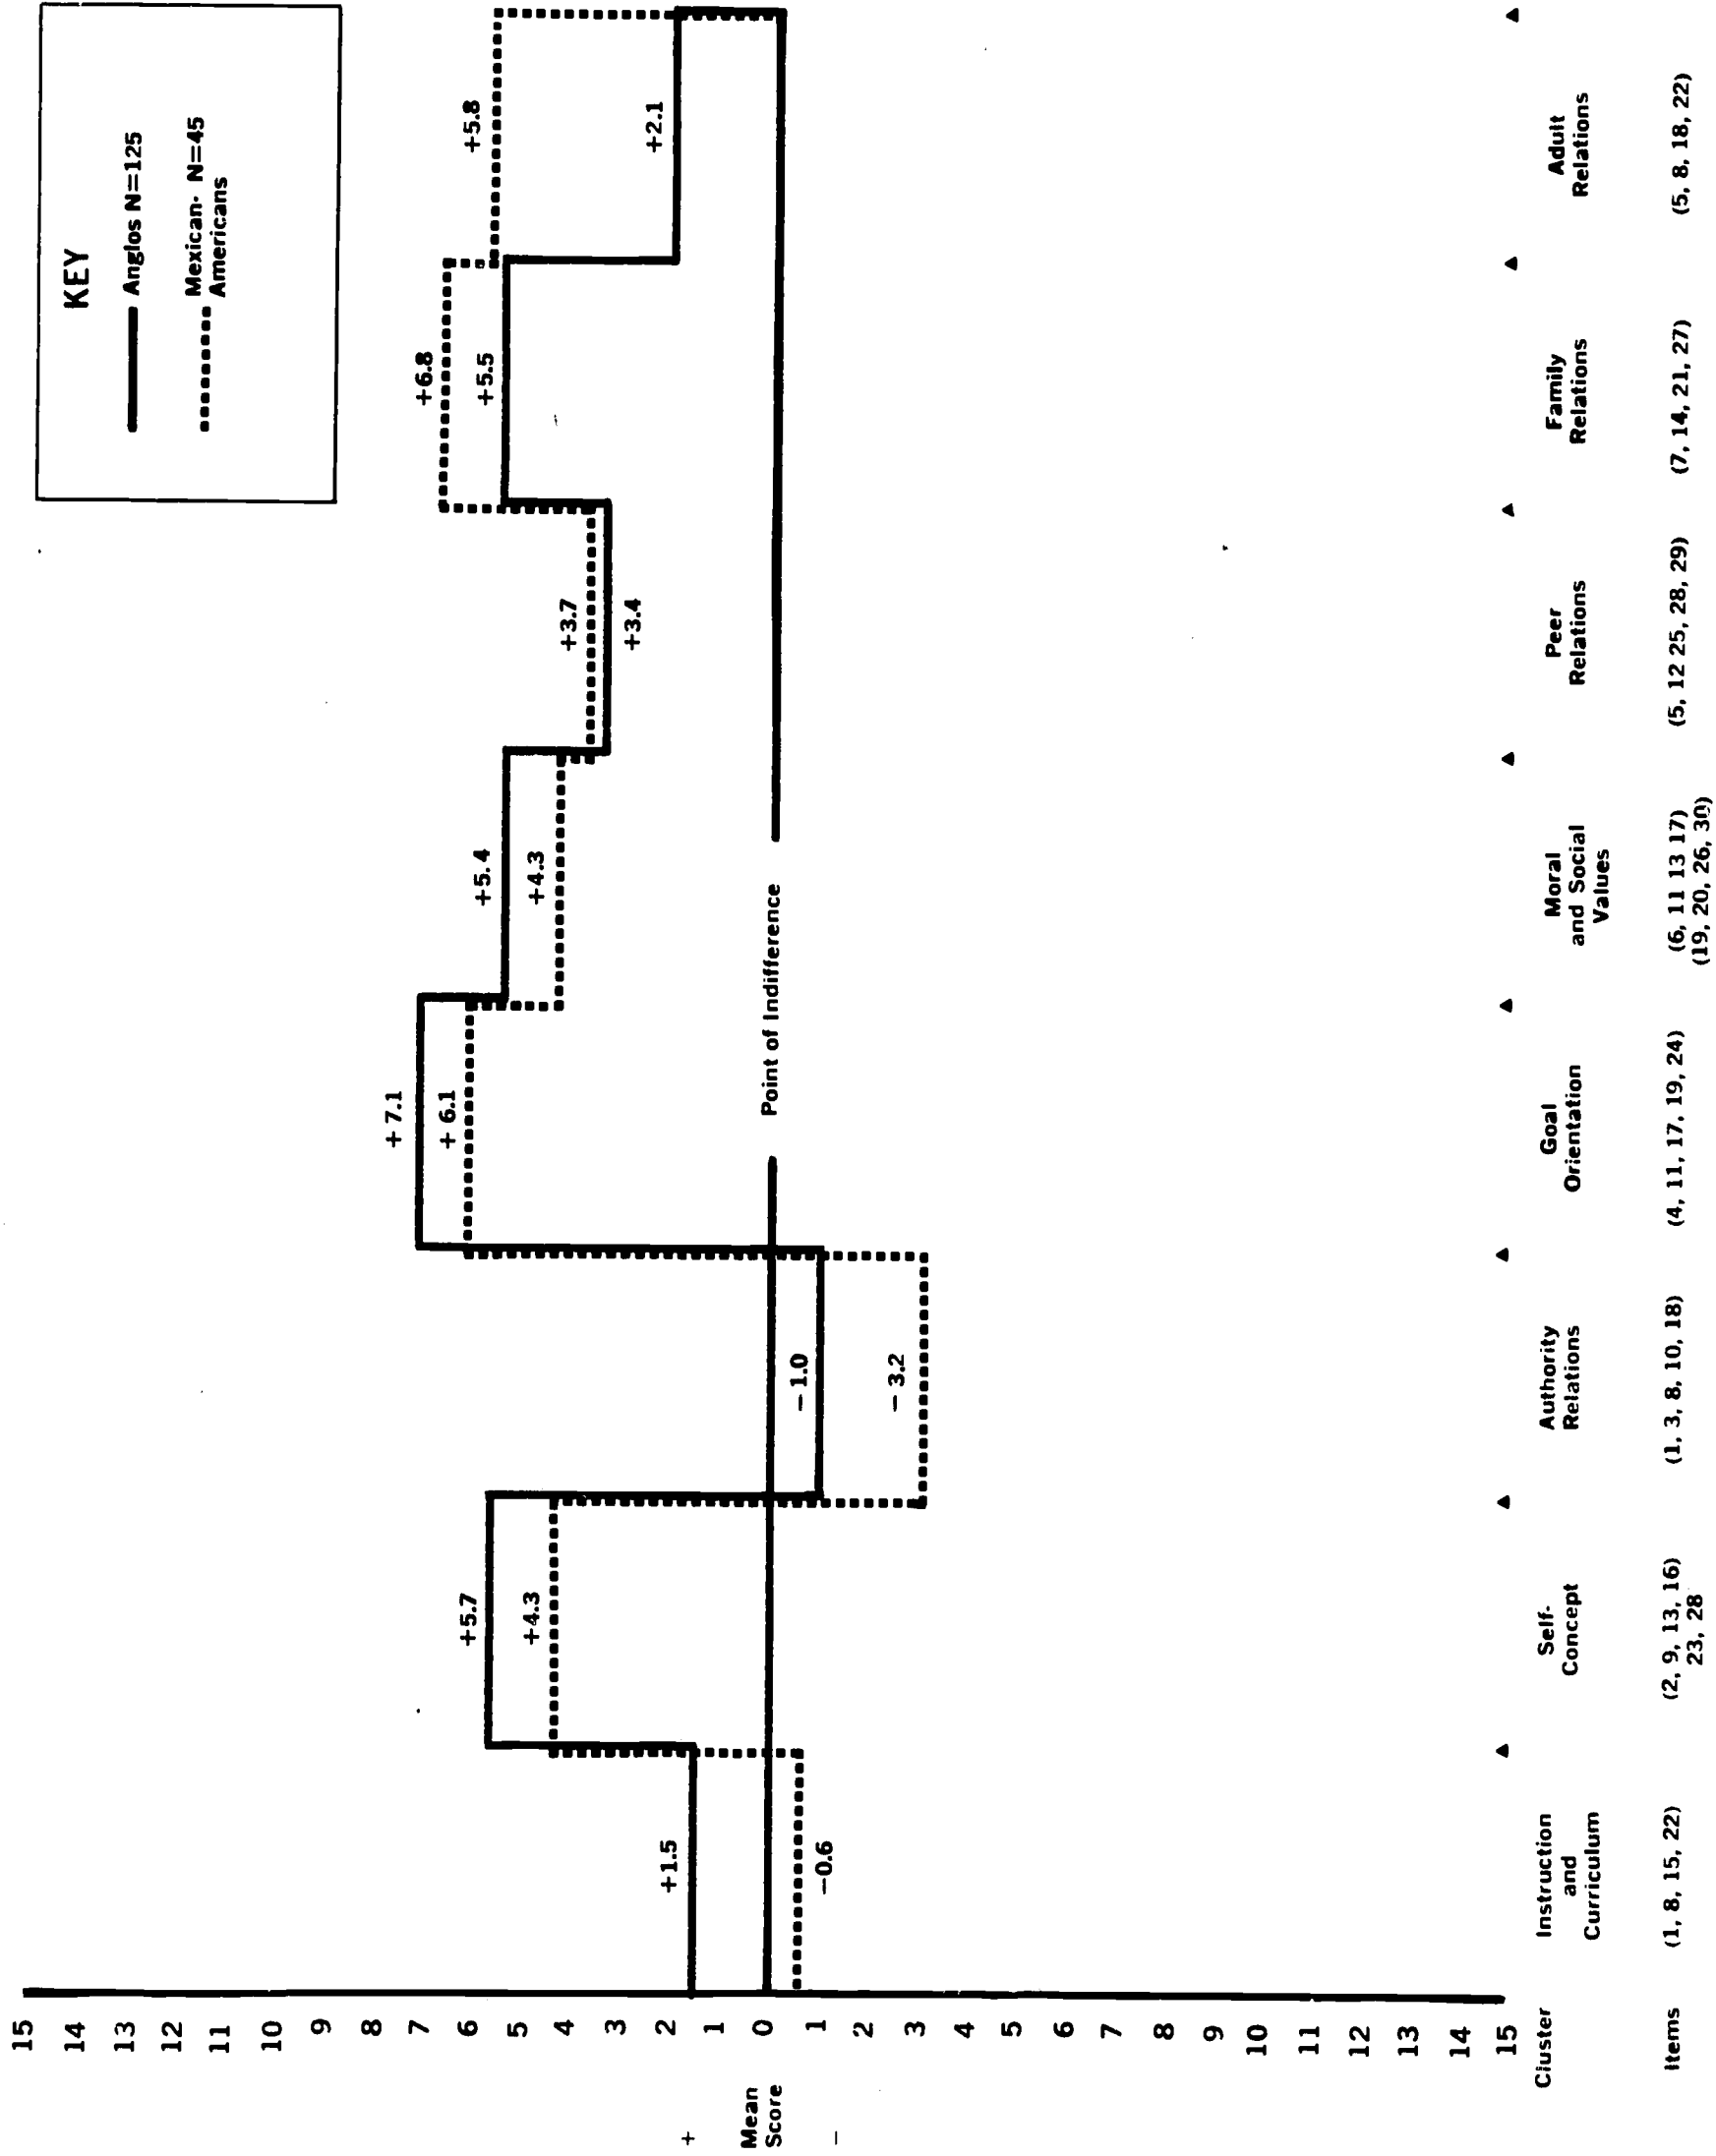 KEY
Anglos N=125
Mexican- N=45
Americans
15
14
13
12
11
10
9
8
7
6
5
4
3
2
1
0
1
2
3
4
5
6
7
8
9
10
11
12
13
14
15
+
Mean
Score
−
+1.5
−0.6
+5.7
+4.3
−1.0
−3.2
+7.1
+6.1
Point of Indifference
+5.4
+4.3
+3.7
+3.4
+6.8
+5.5
+5.8
+2.1
Cluster
Instruction
and
Curriculum
Self-
Concept
Authority
Relations
Goal
Orientation
Moral
and Social
Values
Peer
Relations
Family
Relations
Adult
Relations
Items
(1, 8, 15, 22)
(2, 9, 13, 16)
23, 28
(1, 3, 8, 10, 18)
(4, 11, 17, 19, 24)
(6, 11 13 17)
(19, 20, 26, 30)
(5, 12 25, 28, 29)
(7, 14, 21, 27)
(5, 8, 18, 22)